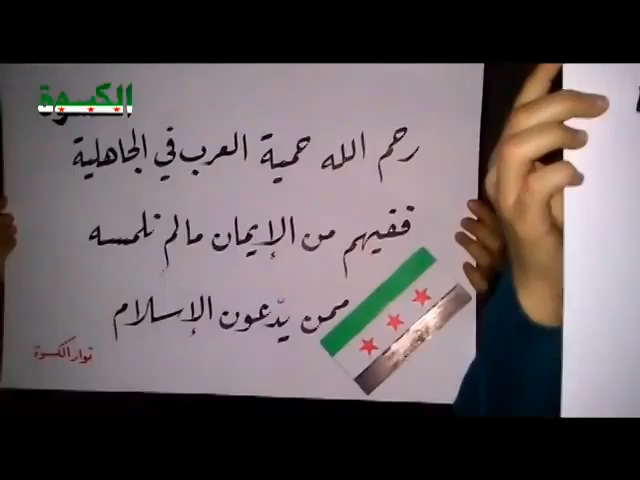 الكسوة
رحم الله حمية العرب في الجاهلية
ففيهم من الإيمان مالم نلمسه
ممن يدّعون الإسلام
ثوار الكسوة